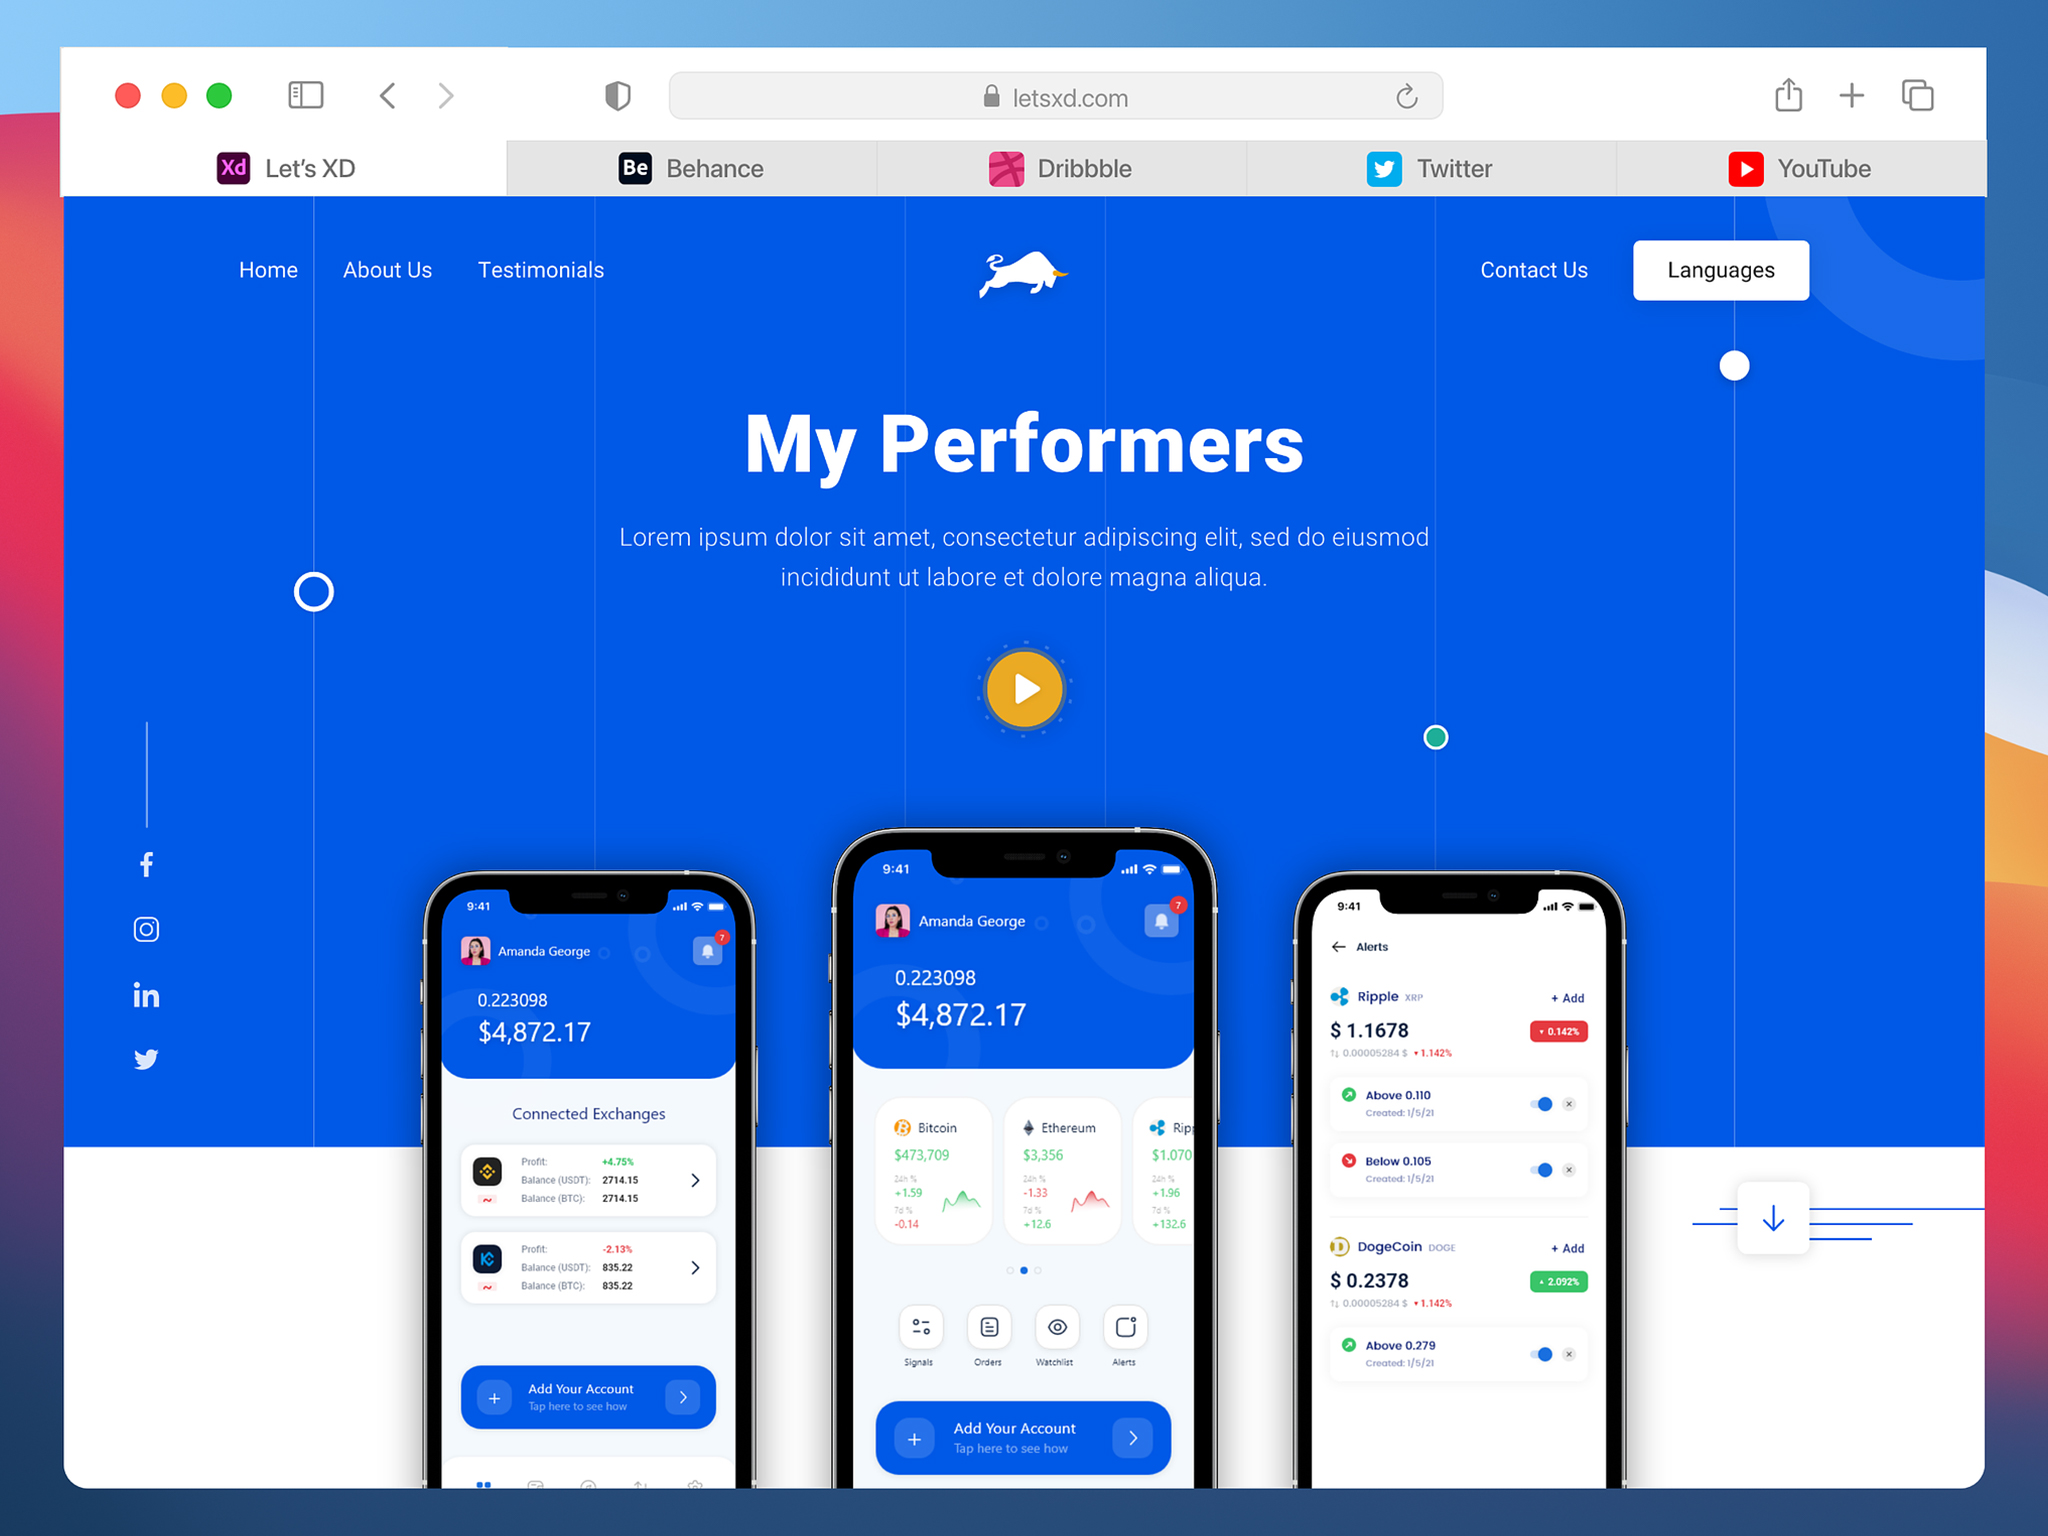 letsxd.com
Xd Let's XD
Be Behance
Dribbble
Twitter
YouTube
Home About Us Testimonials
Contact Us Languages
My Performers
Lorem ipsum dolor sit amet, consectetur adipiscing elit, sed do eiusmod
incididunt ut labore et dolore magna aliqua.
f
in
9:41
Amanda George
7
0.223098
$4,872.17
Connected Exchanges
Profit: +4.75%
Balance (USDT): 2714.15
Balance (BTC): 2714.15
Profit: -2.13%
Balance (USDT): 835.22
Balance (BTC): 835.22
Add Your Account
Tap here to see how
9:41
Amanda George
7
0.223098
$4,872.17
Bitcoin
$473,709
24h %
+1.59
7d %
-0.14
Ethereum
$3,356
24h %
-1.33
7d %
+12.6
Ripp
$1.070
24h %
+1.96
7d %
+132.6
Signals
Orders
Watchlist
Alerts
Add Your Account
Tap here to see how
9:41
Alerts
Ripple XRP + Add
$ 1.1678 0.142%
0.00005284 $ 1.142%
Above 0.110
Created: 1/5/21
Below 0.105
Created: 1/5/21
DogeCoin DOGE + Add
$ 0.2378 2.092%
0.00005284 $ 1.142%
Above 0.279
Created: 1/5/21